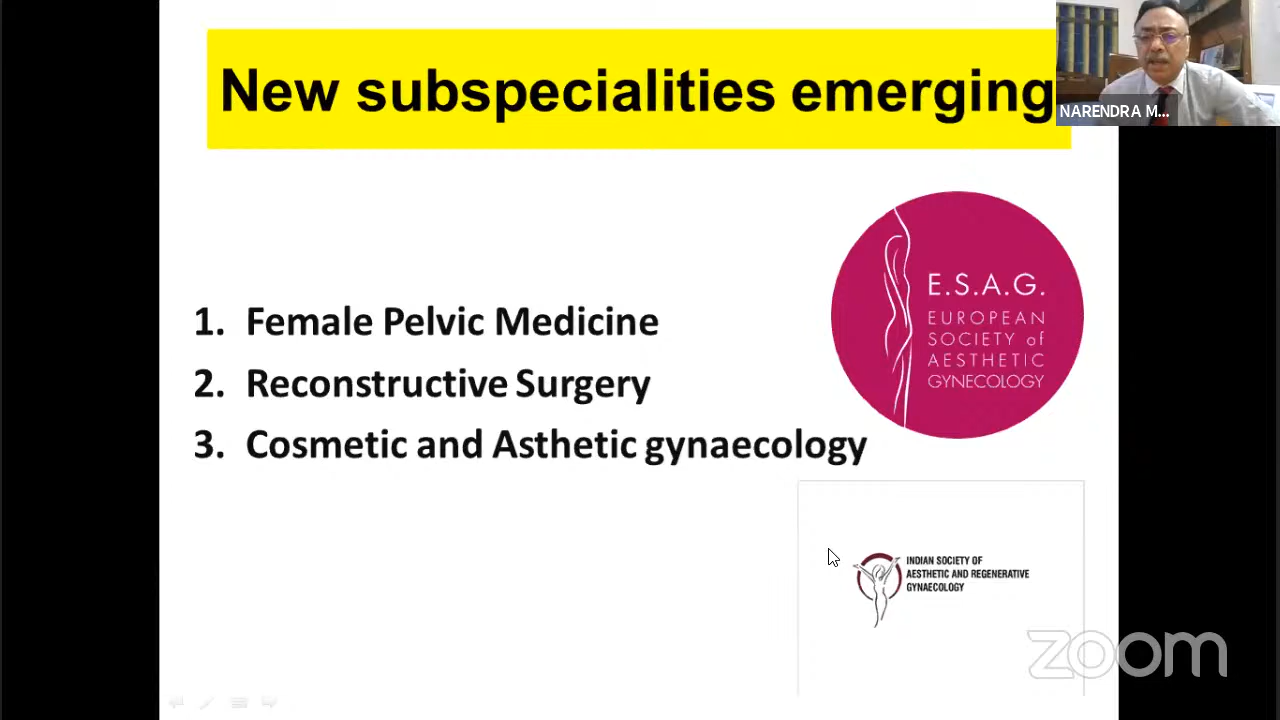 New subspecialities emerging
NARENDRA M...
E.S.A.G.
EUROPEAN
SOCIETY of
AESTHETIC
GYNECOLOGY
1. Female Pelvic Medicine
2. Reconstructive Surgery
3. Cosmetic and Asthetic gynaecology
INDIAN SOCIETY OF
AESTHETIC AND REGENERATIVE
GYNAECOLOGY
zoom